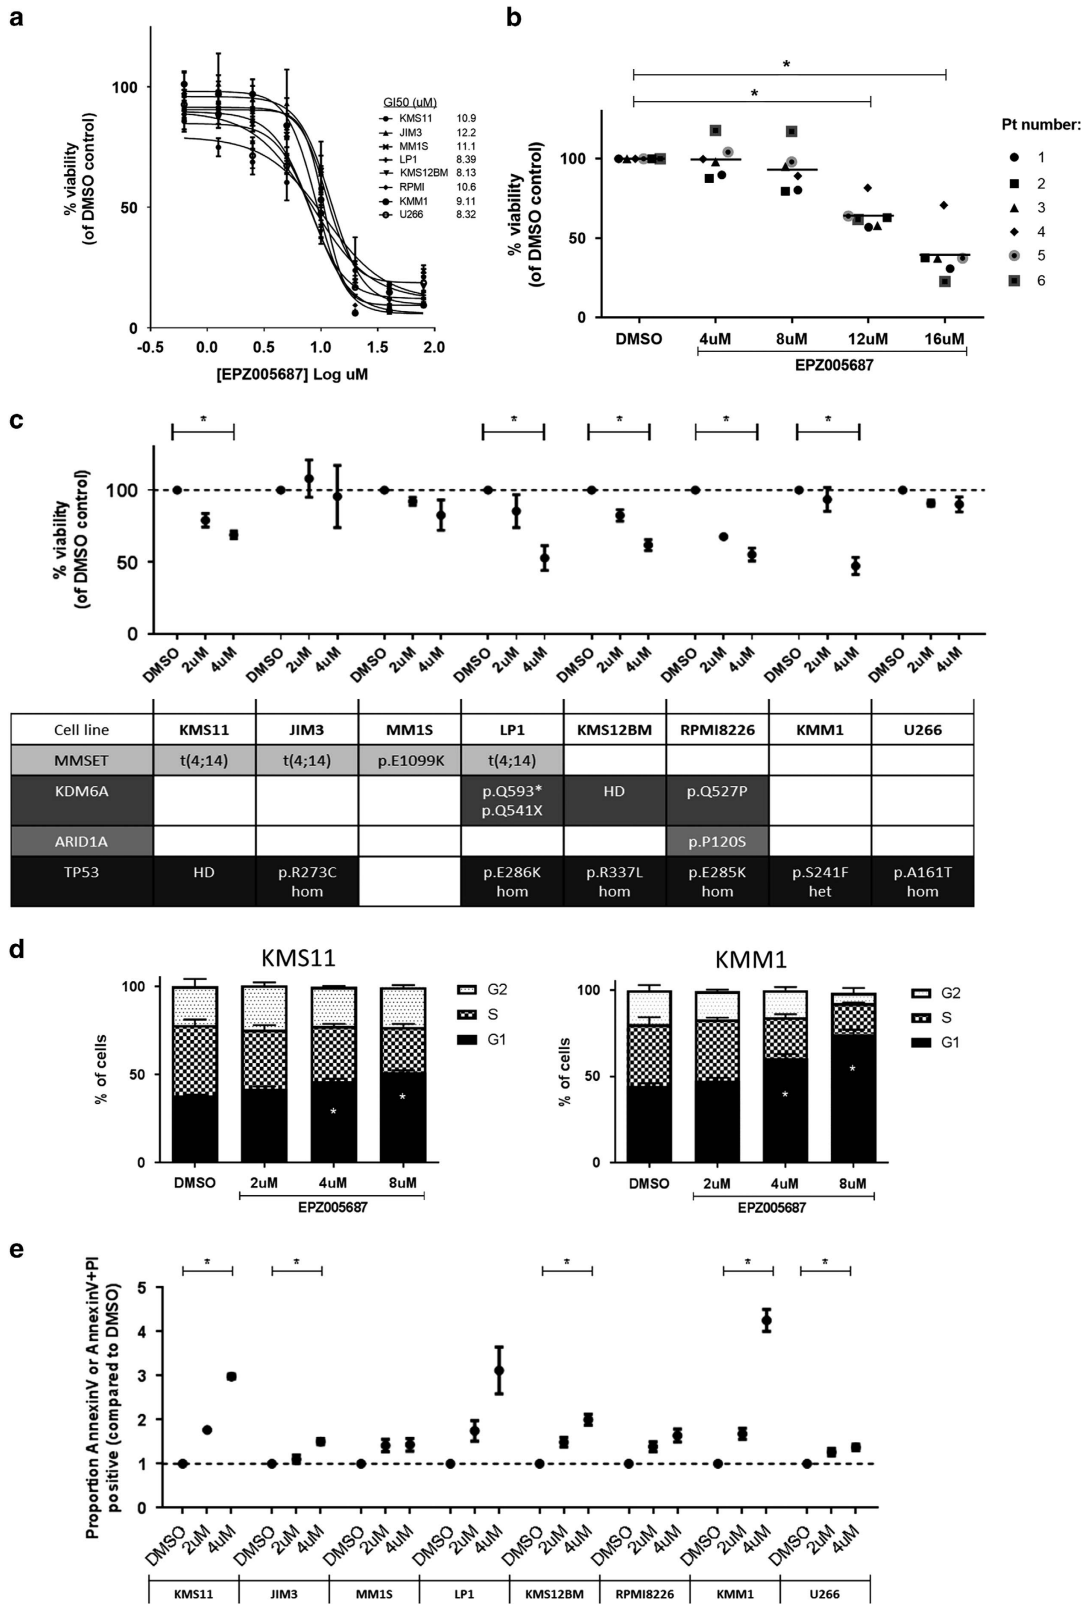 a
% viability
(of DMSO control)
100
50
0
-0.5 0.0 0.5 1.0 1.5 2.0
[EPZ005687] Log uM
GI50 (uM)
KMS11 10.9
JIM3 12.2
MM1S 11.1
LP1 8.39
KMS12BM 8.13
RPMI 10.6
KMM1 9.11
U266 8.32
b
* 
*
% viability
(of DMSO control)
100
50
0
DMSO 4uM 8uM 12uM 16uM
EPZ005687
Pt number:
1
2
3
4
5
6
c
* * * * *
% viability
(of DMSO control)
100
50
0
DMSO 2uM 4uM DMSO 2uM 4uM DMSO 2uM 4uM DMSO 2uM 4uM DMSO 2uM 4uM DMSO 2uM 4uM DMSO 2uM 4uM DMSO 2uM 4uM
Cell line KMS11 JIM3 MM1S LP1 KMS12BM RPMI8226 KMM1 U266
MMSET t(4;14) t(4;14) p.E1099K t(4;14)
KDM6A p.Q593* HD p.Q527P
p.Q541X
ARID1A p.P120S
TP53 HD p.R273C p.E286K p.R337L p.E285K p.S241F p.A161T
hom hom hom hom het hom
d
KMS11
% of cells
100
50
0
* *
DMSO 2uM 4uM 8uM
EPZ005687
G2
S
G1
KMM1
% of cells
100
50
0
* *
DMSO 2uM 4uM 8uM
EPZ005687
G2
S
G1
e
* * * * *
Proportion AnnexinV or AnnexinV+PI
positive (compared to DMSO)
5
4
3
2
1
0
DMSO 2uM 4uM DMSO 2uM 4uM DMSO 2uM 4uM DMSO 2uM 4uM DMSO 2uM 4uM DMSO 2uM 4uM DMSO 2uM 4uM DMSO 2uM 4uM
KMS11 JIM3 MM1S LP1 KMS12BM RPMI8226 KMM1 U266